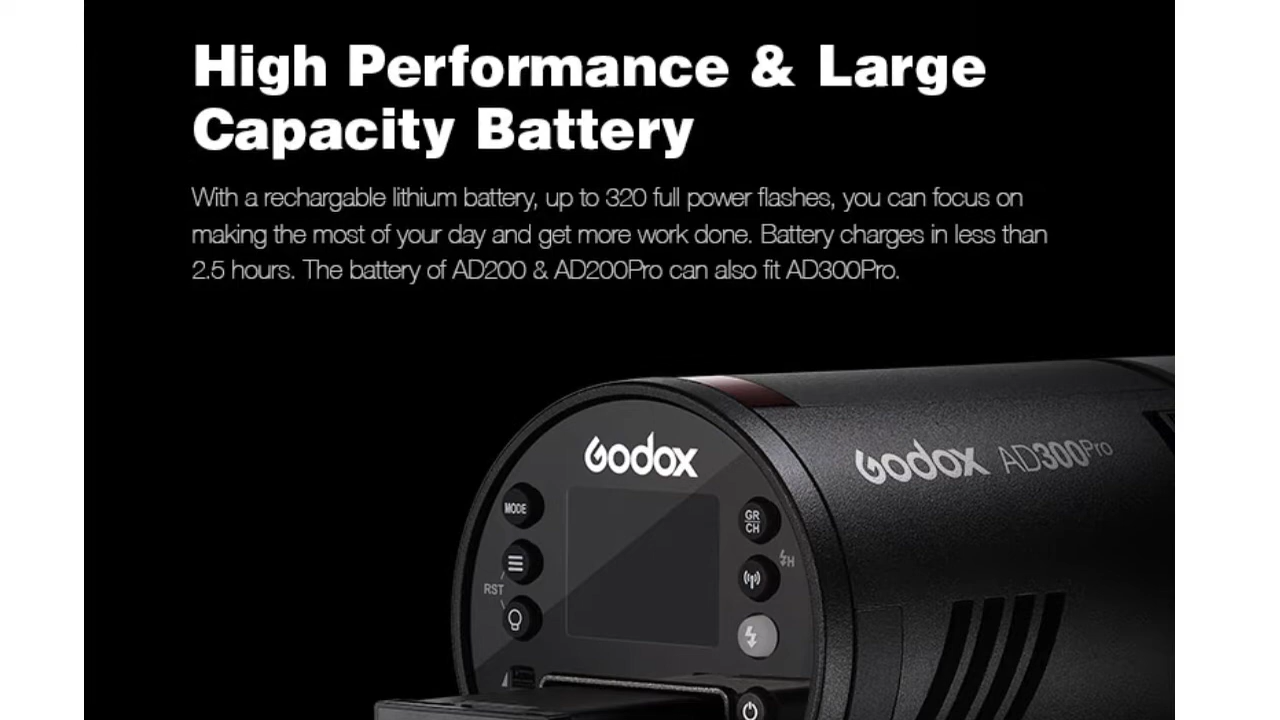 High Performance & Large
Capacity Battery
With a rechargable lithium battery, up to 320 full power flashes, you can focus on
making the most of your day and get more work done. Battery charges in less than
2.5 hours. The battery of AD200 & AD200Pro can also fit AD300Pro.
Godox
Godox AD300Pro
MODE
GR
CH
H
RST